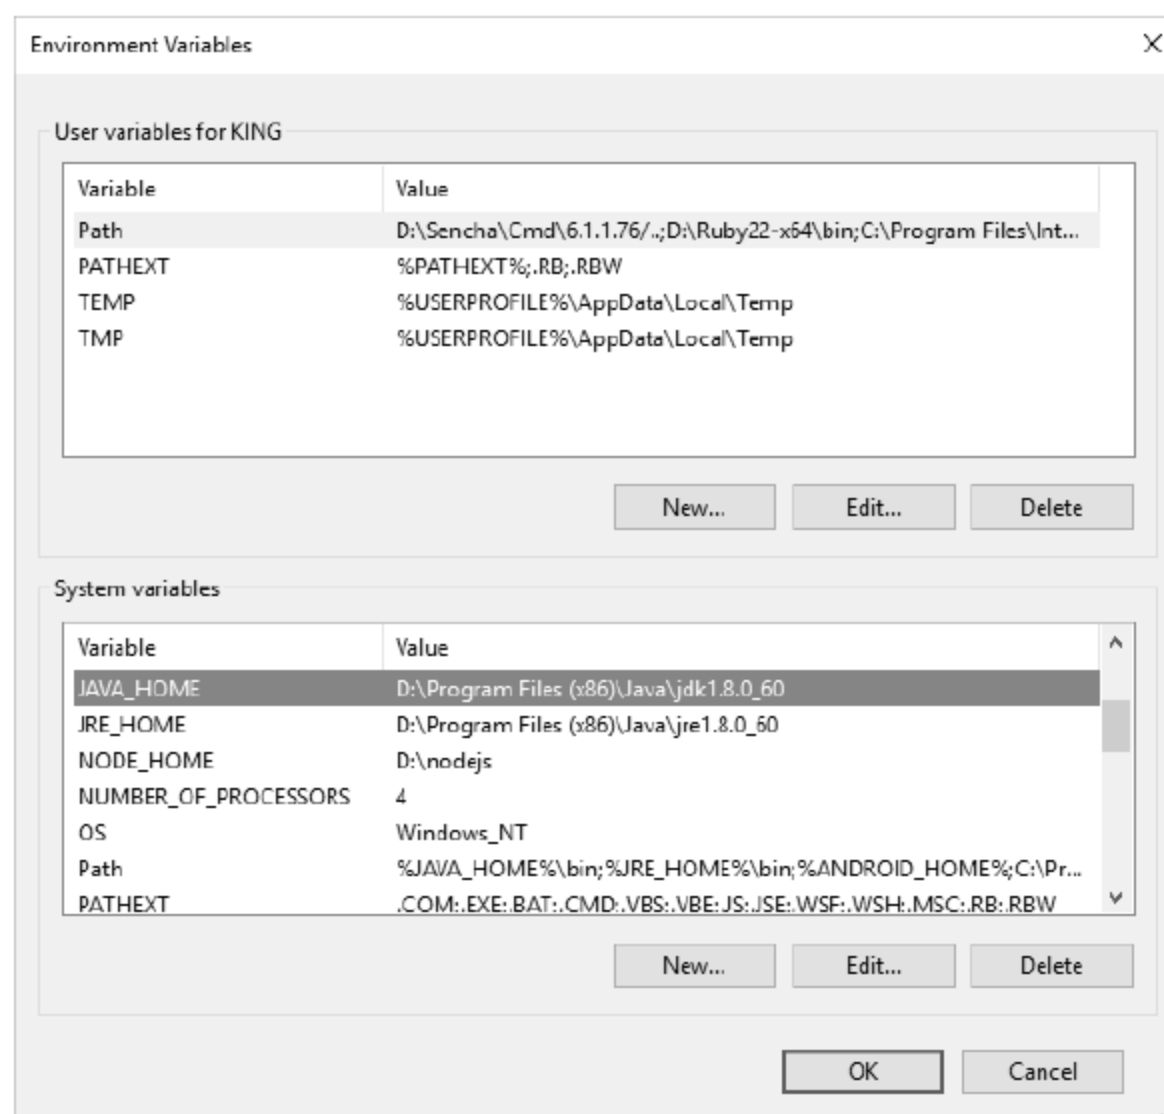 Environment Variables
User variables for KING
Variable Value
Path D:\Sencha\Cmd\6.1.1.76/..;D:\Ruby22-x64\bin;C:\Program Files\Int...
PATHEXT %PATHEXT%;.RB;.RBW
TEMP %USERPROFILE%\AppData\Local\Temp
TMP %USERPROFILE%\AppData\Local\Temp
New... Edit... Delete
System variables
Variable Value
JAVA_HOME D:\Program Files (x86)\Java\jdk1.8.0_60
JRE_HOME D:\Program Files (x86)\Java\jre1.8.0_60
NODE_HOME D:\nodejs
NUMBER_OF_PROCESSORS 4
OS Windows_NT
Path %JAVA_HOME%\bin;%JRE_HOME%\bin;%ANDROID_HOME%;C:\Pr...
PATHEXT .COM;.EXE;.BAT;.CMD;.VBS;.VBE;.JS;.JSE;.WSF;.WSH;.MSC;.RB;.RBW
New... Edit... Delete
OK Cancel